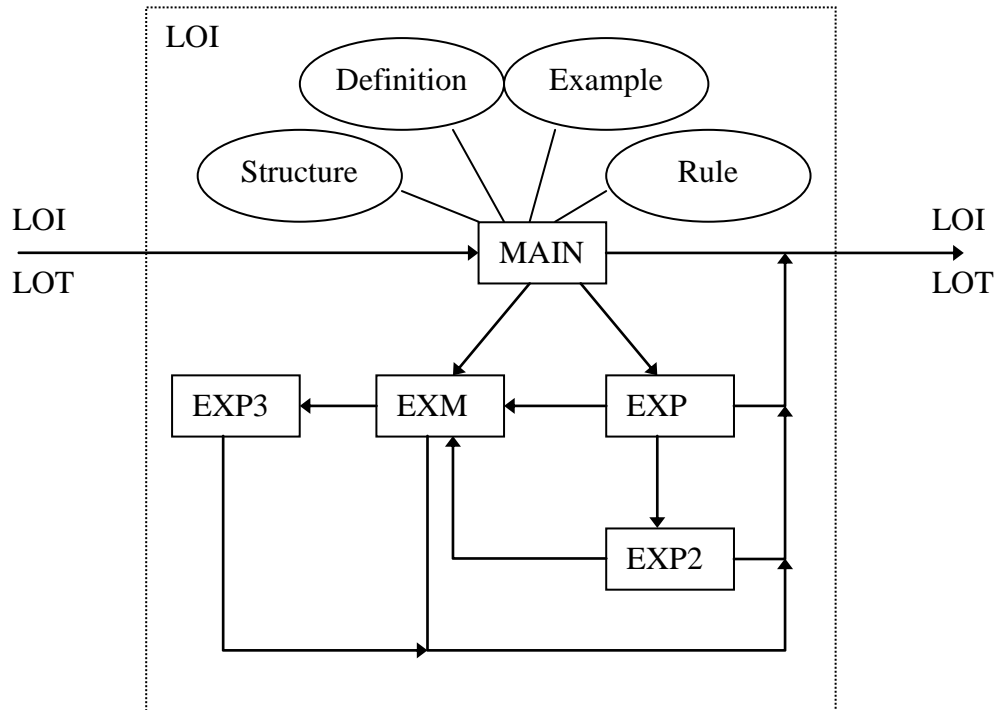 LOI
Definition
Example
Structure
Rule
LOI
LOI
MAIN
LOT
LOT
EXP3
EXM
EXP
EXP2